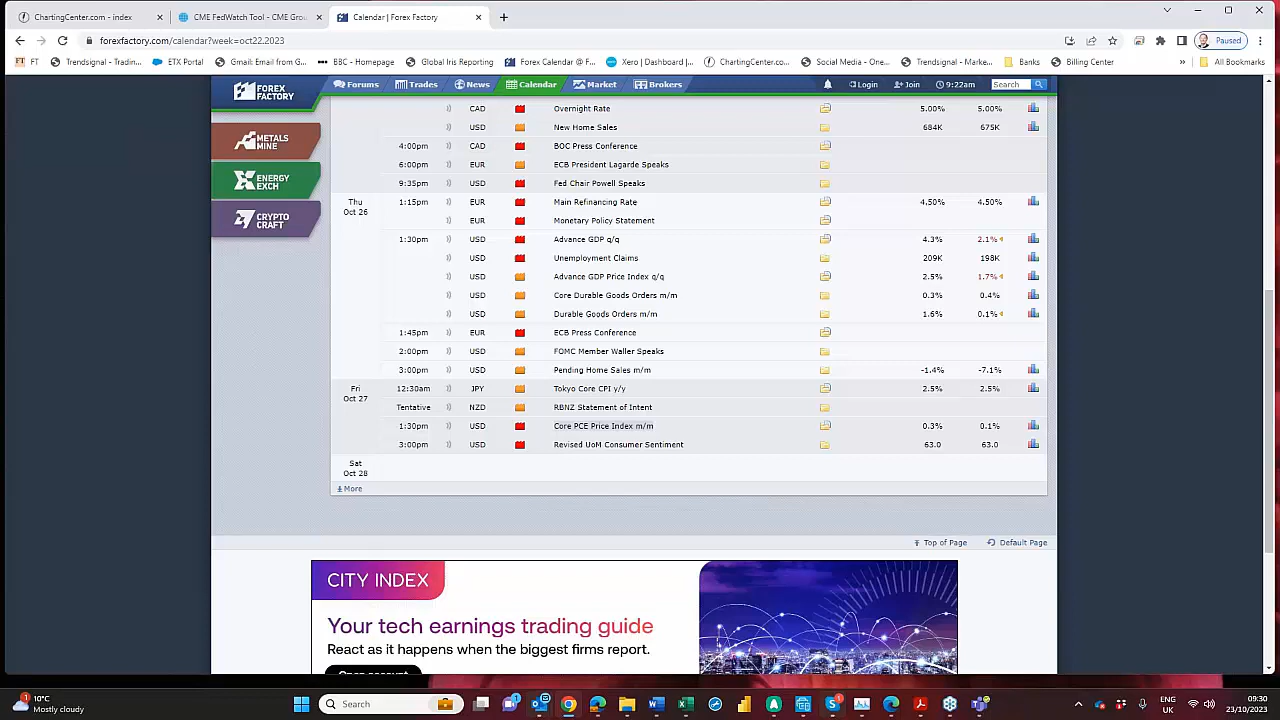 ChartingCenter.com - index
CME FedWatch Tool - CME Grou
Calendar | Forex Factory
forexfactory.com/calendar?week=oct22.2023
Paused
FT
Trendsignal - Tradin...
ETX Portal
Gmail: Email from G...
BBC - Homepage
Global Iris Reporting
Forex Calendar @ F...
Xero | Dashboard |...
ChartingCenter.co...
Social Media - One...
Trendsignal - Marke...
Banks
Billing Center
»
All Bookmarks
FOREX FACTORY
Forums
Trades
News
Calendar
Market
Brokers
Login
Join
9:22am
Search
METALS MINE
ENERGY EXCH
CRYPTO CRAFT
CAD Overnight Rate 5.00% 5.00%
USD New Home Sales 684K 675K
4:00pm CAD BOC Press Conference
6:00pm EUR ECB President Lagarde Speaks
9:35pm USD Fed Chair Powell Speaks
Thu Oct 26 1:15pm EUR Main Refinancing Rate 4.50% 4.50%
EUR Monetary Policy Statement
1:30pm USD Advance GDP q/q 4.3% 2.1%
USD Unemployment Claims 209K 198K
USD Advance GDP Price Index q/q 2.5% 1.7%
USD Core Durable Goods Orders m/m 0.3% 0.4%
USD Durable Goods Orders m/m 1.6% 0.1%
1:45pm EUR ECB Press Conference
2:00pm USD FOMC Member Waller Speaks
3:00pm USD Pending Home Sales m/m -1.4% -7.1%
Fri Oct 27 12:30am JPY Tokyo Core CPI y/y 2.5% 2.5%
Tentative NZD RBNZ Statement of Intent
1:30pm USD Core PCE Price Index m/m 0.3% 0.1%
3:00pm USD Revised UoM Consumer Sentiment 63.0 63.0
Sat Oct 28
More
Top of Page
Default Page
CITY INDEX
Your tech earnings trading guide
React as it happens when the biggest firms report.
Open account
10°C
Mostly cloudy
Search
ENG
UK
09:30
23/10/2023